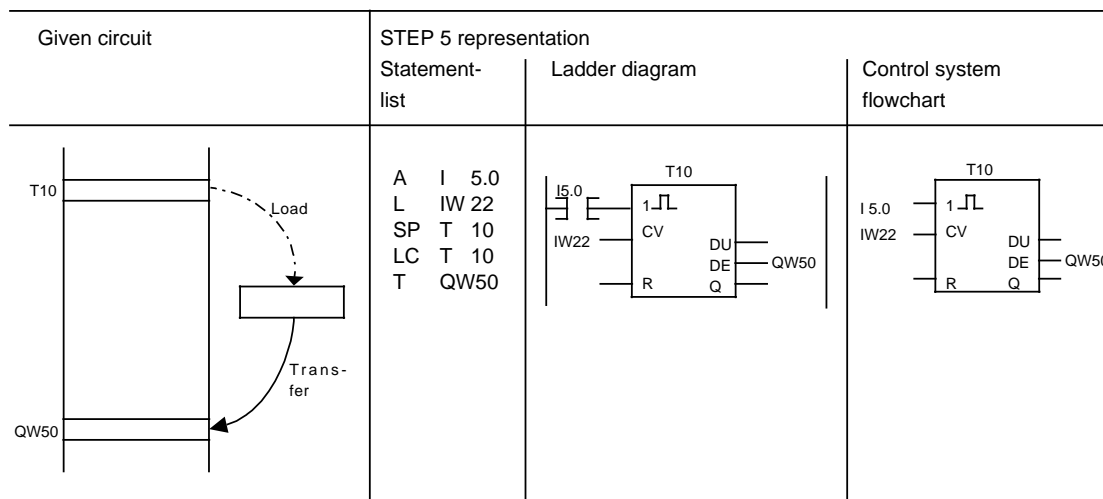 Given circuit
STEP 5 representation
Statement-
list
Ladder diagram
Control system
flowchart
T10
Load
Trans-
fer
QW50
A I 5.0
L IW 22
SP T 10
LC T 10
T QW50
T10
I5.0
1
IW22
CV
DU
DE
QW50
R
Q
T10
I 5.0
1
IW22
CV
DU
DE
QW50
R
Q